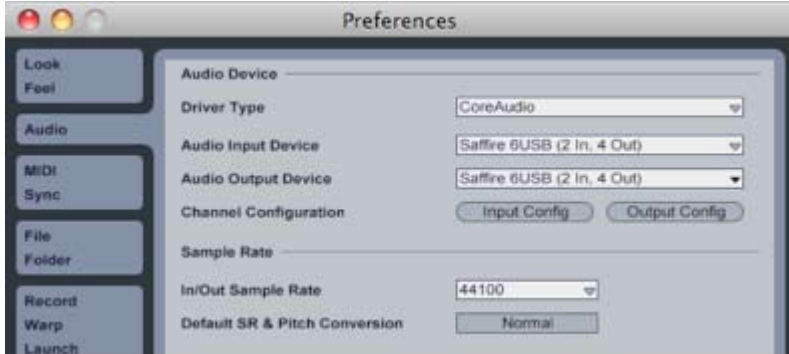 Preferences
Look
Feel
Audio
MIDI
Sync
File
Folder
Record
Warp
Launch
Audio Device
Driver Type CoreAudio
Audio Input Device Saffire 6USB (2 In, 4 Out)
Audio Output Device Saffire 6USB (2 In, 4 Out)
Channel Configuration Input Config Output Config
Sample Rate
In/Out Sample Rate 44100
Default SR & Pitch Conversion Normal